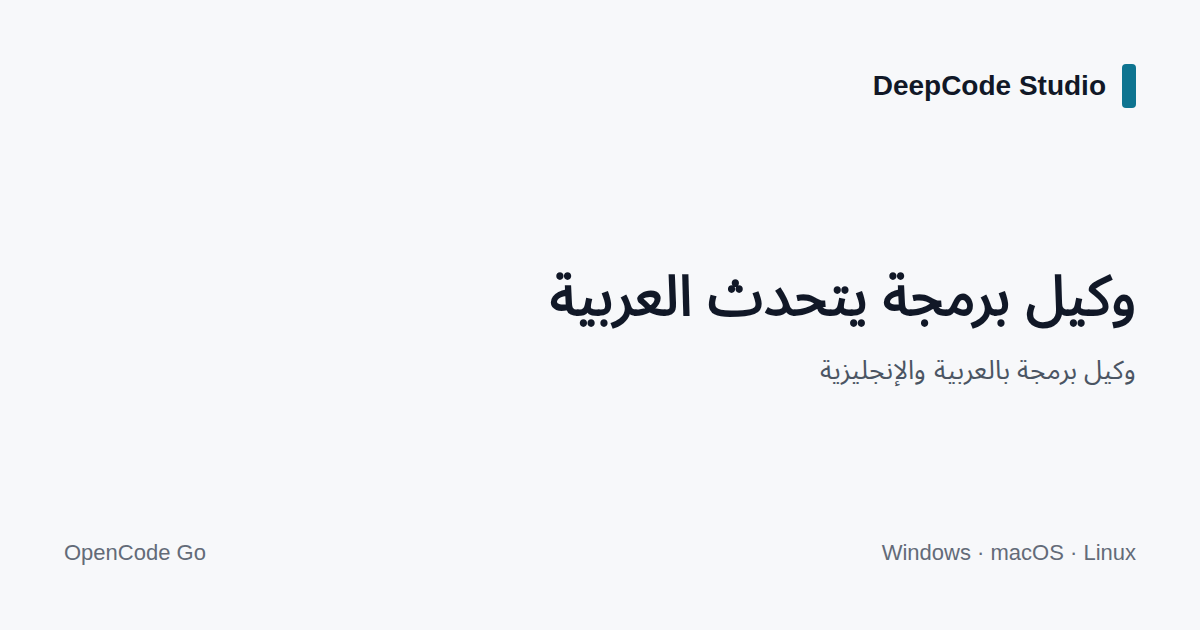 DeepCode Studio
وكيل برمجة يتحدث العربية
وكيل برمجة بالعربية والإنجليزية
Windows · macOS · Linux
OpenCode Go